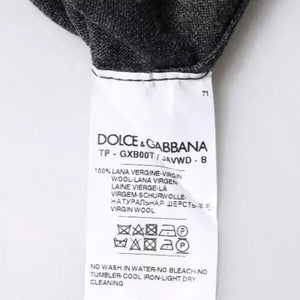 71
DOLCE & GABBANA
TP - GXB00T / JAVWD - B
100% LANA VERGINE-VIRGIN
WOOL-LANA VIRGEN-
LAINE VIERGE-LÃ
VIRGEM-SCHURWOLLE-
НАТУРАЛЬНАЯ ШЕРСТЬ
VIRGIN WOOL
NO WASH IN WATER-NO BLEACH-NO
TUMBLER-COOL IRON-LIGHT DRY
CLEANING